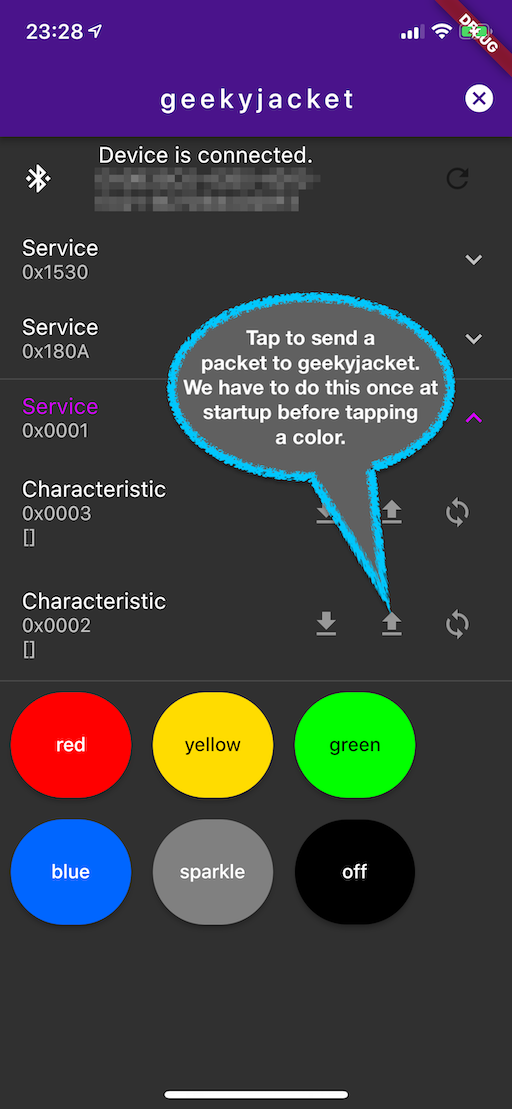 23:28
DEBUG
geekyjacket
Device is connected.
Service
0x1530
Service
0x180A
Tap to send a
packet to geekyjacket.
We have to do this once at
startup before tapping
a color.
Service
0x0001
Characteristic
0x0003
[]
Characteristic
0x0002
[]
red
yellow
green
blue
sparkle
off